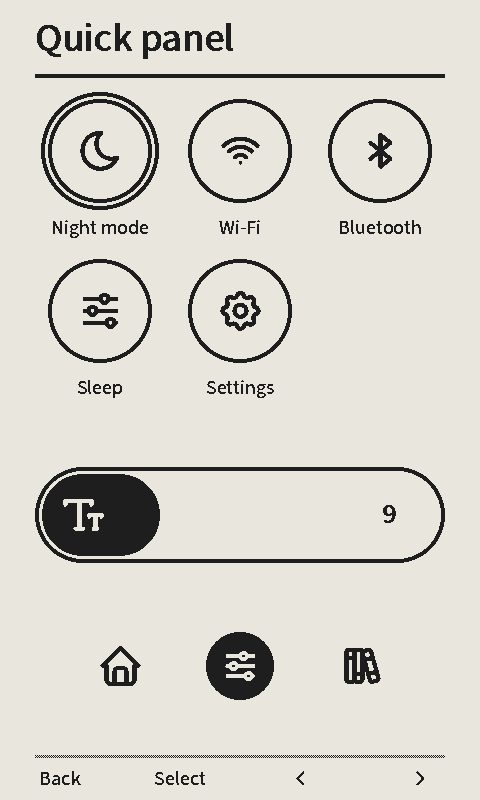 Quick panel
Night mode
Wi-Fi
Bluetooth
Sleep
Settings
Tт 9
Back Select < >